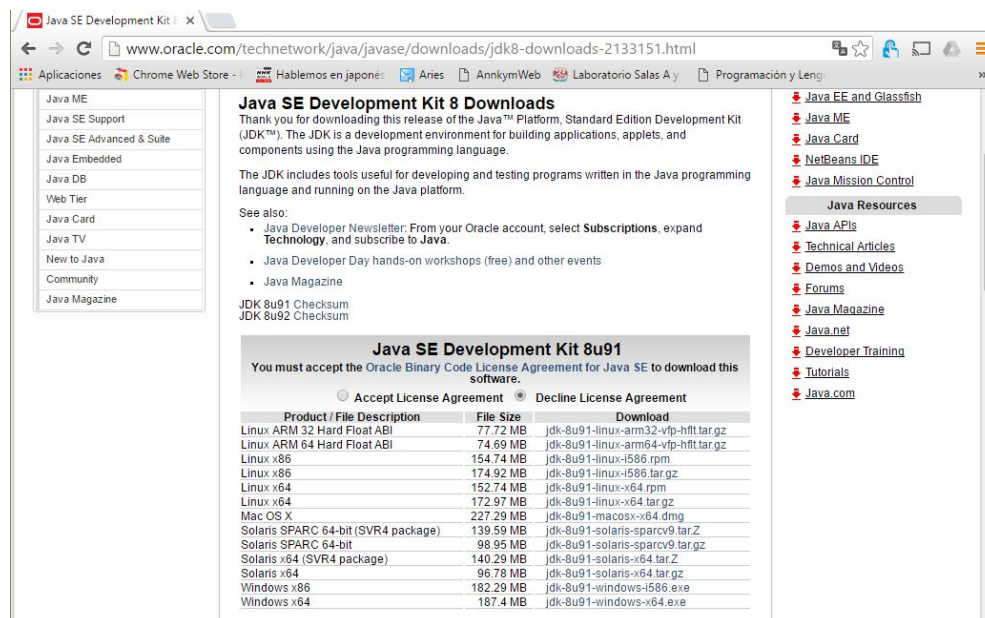 Java SE Development Kit 8
www.oracle.com/technetwork/java/javase/downloads/jdk8-downloads-2133151.html
Aplicaciones Chrome Web Store - Hablemos en japonés Aries AnnkymWeb Laboratorio Salas A y Programación y Leng
Java ME
Java SE Support
Java SE Advanced & Suite
Java Embedded
Java DB
Web Tier
Java Card
Java TV
New to Java
Community
Java Magazine
Java SE Development Kit 8 Downloads
Thank you for downloading this release of the Java™ Platform, Standard Edition Development Kit
(JDK™). The JDK is a development environment for building applications, applets, and
components using the Java programming language.
The JDK includes tools useful for developing and testing programs written in the Java programming
language and running on the Java platform.
See also:
• Java Developer Newsletter: From your Oracle account, select Subscriptions, expand
Technology, and subscribe to Java.
• Java Developer Day hands-on workshops (free) and other events
• Java Magazine
JDK 8u91 Checksum
JDK 8u92 Checksum
Java SE Development Kit 8u91
You must accept the Oracle Binary Code License Agreement for Java SE to download this
software.
Accept License Agreement Decline License Agreement
Product / File Description File Size Download
Linux ARM 32 Hard Float ABI 77.72 MB jdk-8u91-linux-arm32-vfp-hflt.tar.gz
Linux ARM 64 Hard Float ABI 74.69 MB jdk-8u91-linux-arm64-vfp-hflt.tar.gz
Linux x86 154.74 MB jdk-8u91-linux-i586.rpm
Linux x86 174.92 MB jdk-8u91-linux-i586.tar.gz
Linux x64 152.74 MB jdk-8u91-linux-x64.rpm
Linux x64 172.97 MB jdk-8u91-linux-x64.tar.gz
Mac OS X 227.29 MB jdk-8u91-macosx-x64.dmg
Solaris SPARC 64-bit (SVR4 package) 139.59 MB jdk-8u91-solaris-sparcv9.tar.Z
Solaris SPARC 64-bit 98.95 MB jdk-8u91-solaris-sparcv9.tar.gz
Solaris x64 (SVR4 package) 140.29 MB jdk-8u91-solaris-x64.tar.Z
Solaris x64 96.78 MB jdk-8u91-solaris-x64.tar.gz
Windows x86 182.29 MB jdk-8u91-windows-i586.exe
Windows x64 187.4 MB jdk-8u91-windows-x64.exe
Java EE and Glassfish
Java ME
Java Card
NetBeans IDE
Java Mission Control
Java Resources
Java APIs
Technical Articles
Demos and Videos
Forums
Java Magazine
Java.net
Developer Training
Tutorials
Java.com